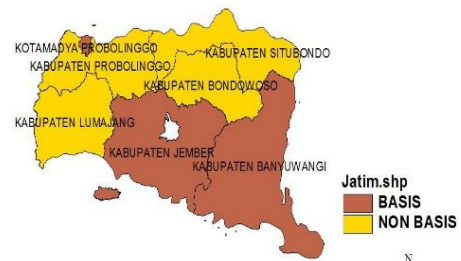 KOTAMADYA PROBOLINGGO
KABUPATEN SITUBONDO
KABUPATEN PROBOLINGGO
KABUPATEN BONDOWOSO
KABUPATEN LUMAJANG
KABUPATEN JEMBER
KABUPATEN BANYUWANGI
Jatim.shp
BASIS
NON BASIS
N